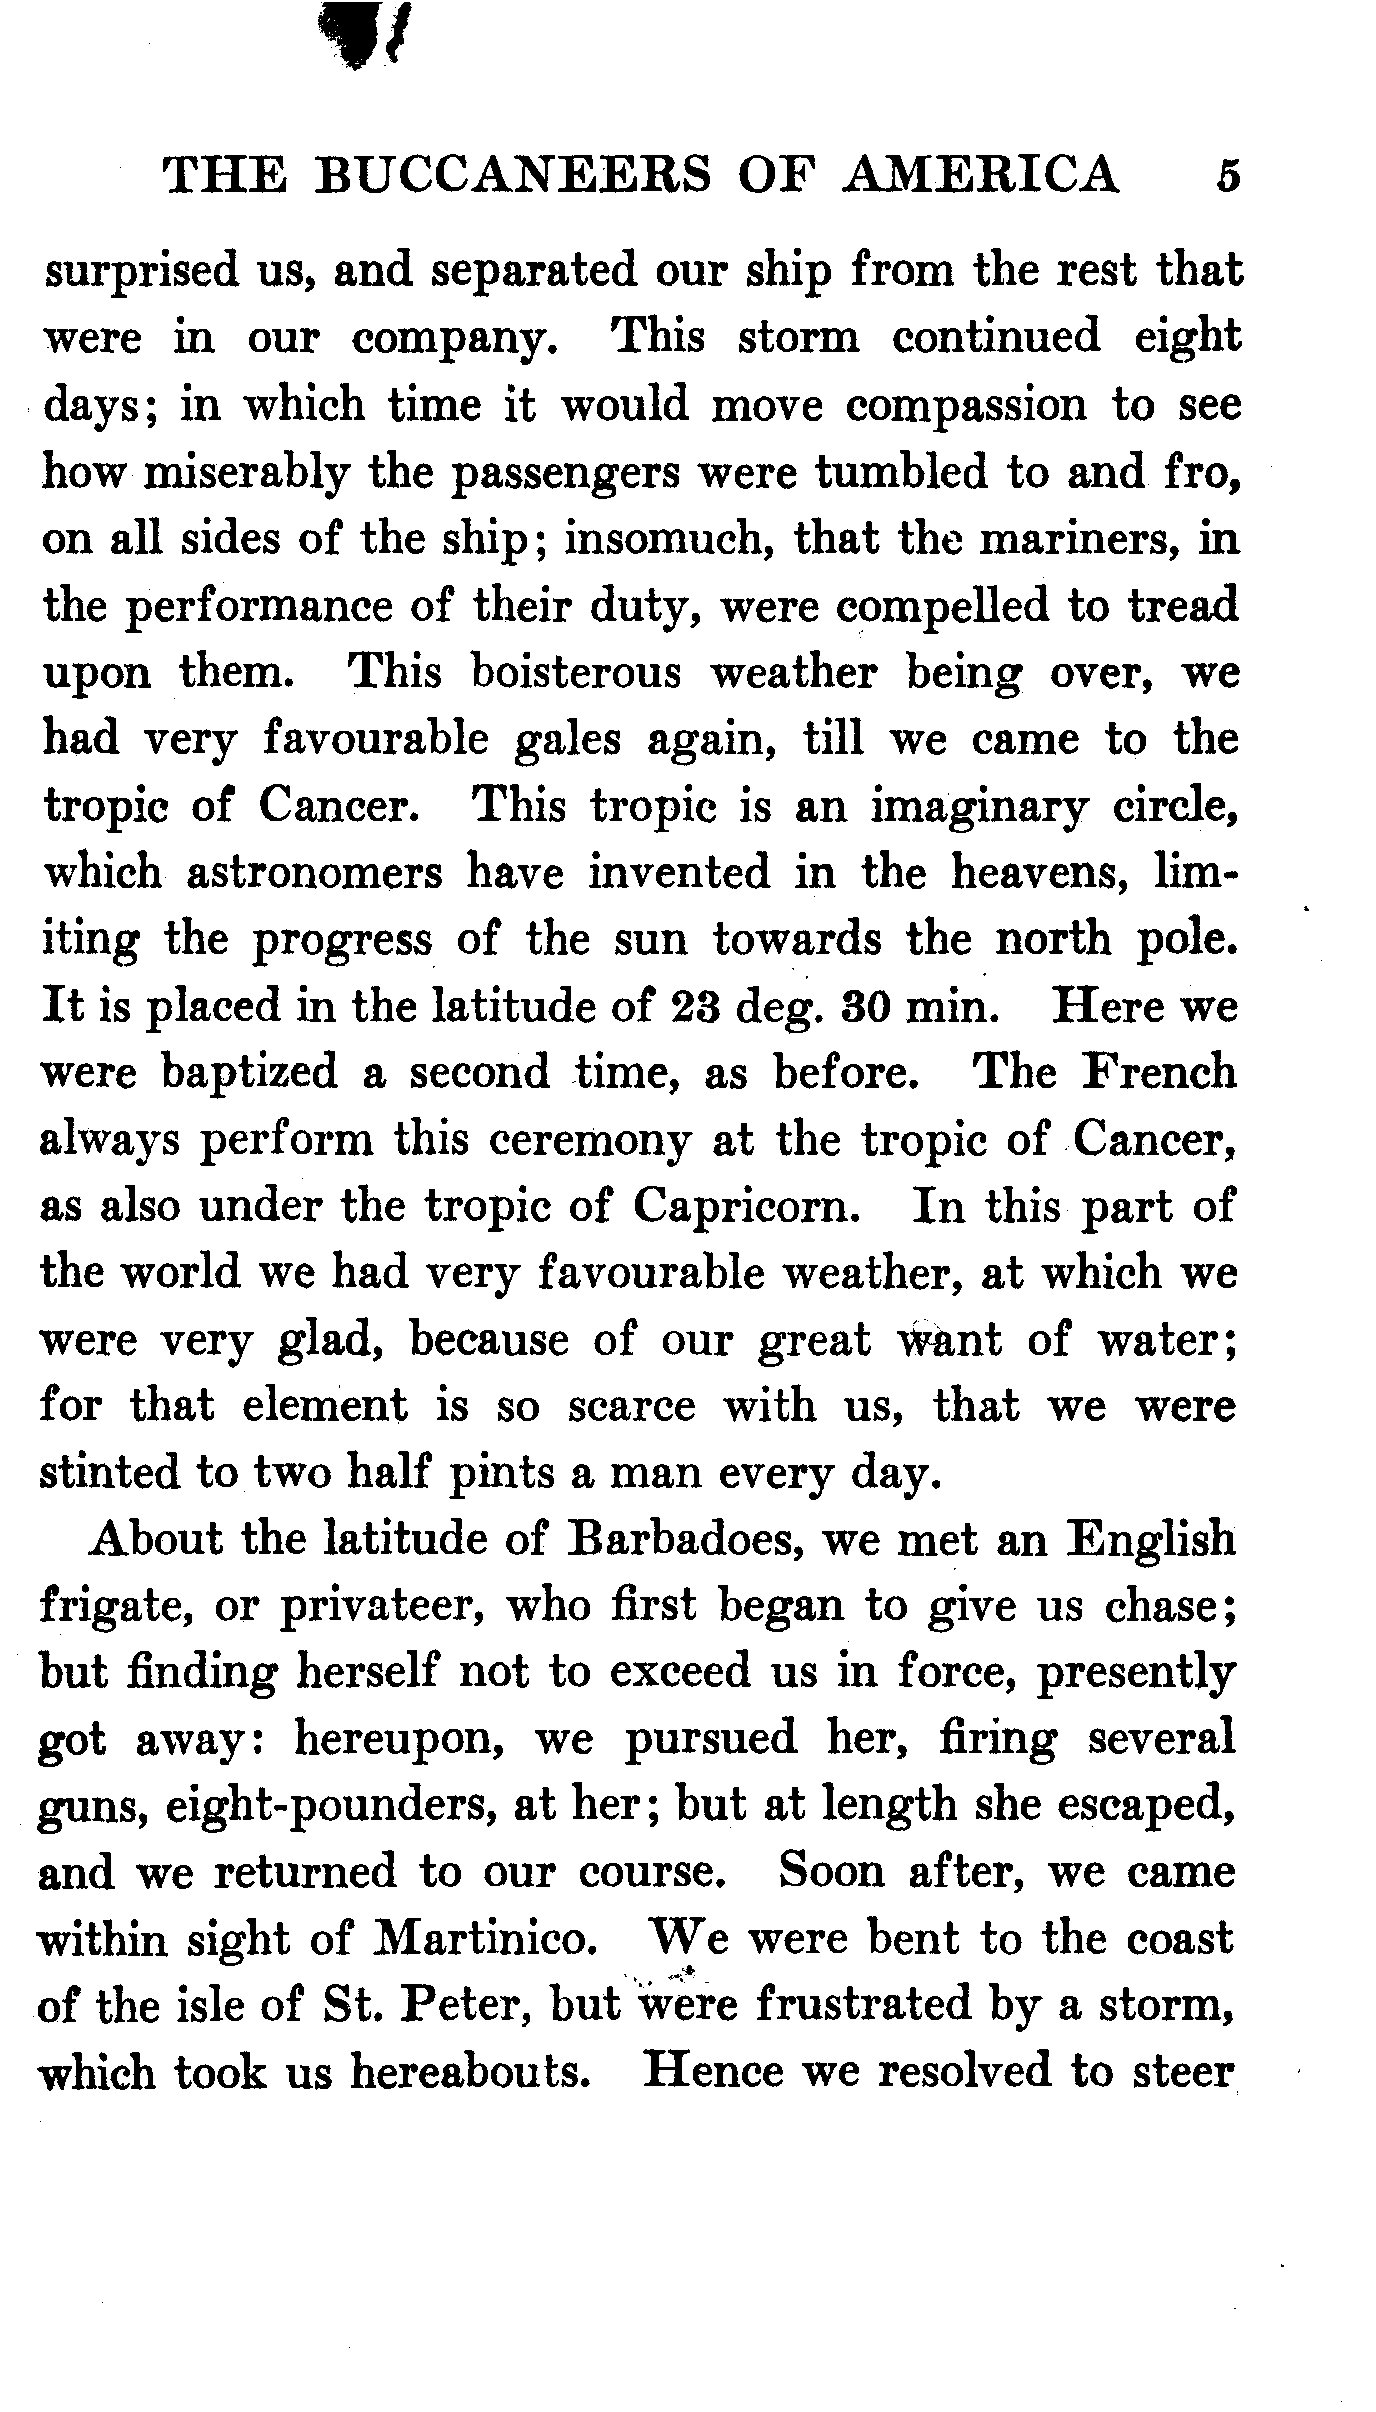 THE BUCCANEERS OF AMERICA 5
surprised us, and separated our ship from the rest that
were in our company. This storm continued eight
days; in which time it would move compassion to see
how miserably the passengers were tumbled to and fro,
on all sides of the ship; insomuch, that the mariners, in
the performance of their duty, were compelled to tread
upon them. This boisterous weather being over, we
had very favourable gales again, till we came to the
tropic of Cancer. This tropic is an imaginary circle,
which astronomers have invented in the heavens, lim-
iting the progress of the sun towards the north pole.
It is placed in the latitude of 23 deg. 30 min. Here we
were baptized a second time, as before. The French
always perform this ceremony at the tropic of Cancer,
as also under the tropic of Capricorn. In this part of
the world we had very favourable weather, at which we
were very glad, because of our great want of water;
for that element is so scarce with us, that we were
stinted to two half pints a man every day.
About the latitude of Barbadoes, we met an English
frigate, or privateer, who first began to give us chase;
but finding herself not to exceed us in force, presently
got away: hereupon, we pursued her, firing several
guns, eight-pounders, at her; but at length she escaped,
and we returned to our course. Soon after, we came
within sight of Martinico. We were bent to the coast
of the isle of St. Peter, but were frustrated by a storm,
which took us hereabouts. Hence we resolved to steer